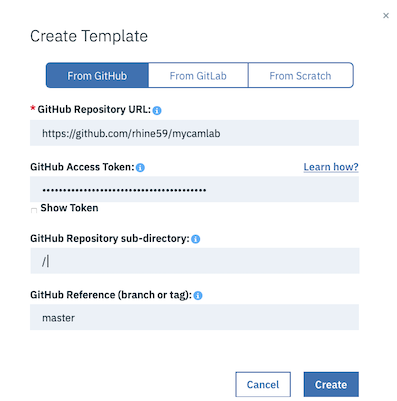 ×
Create Template
From GitHub From GitLab From Scratch
* GitHub Repository URL: i
https://github.com/rhine59/mycamlab
GitHub Access Token: i Learn how?
••••••••••••••••••••••••••••••••••••••••
Show Token
GitHub Repository sub-directory: i
/
GitHub Reference (branch or tag): i
master
Cancel Create